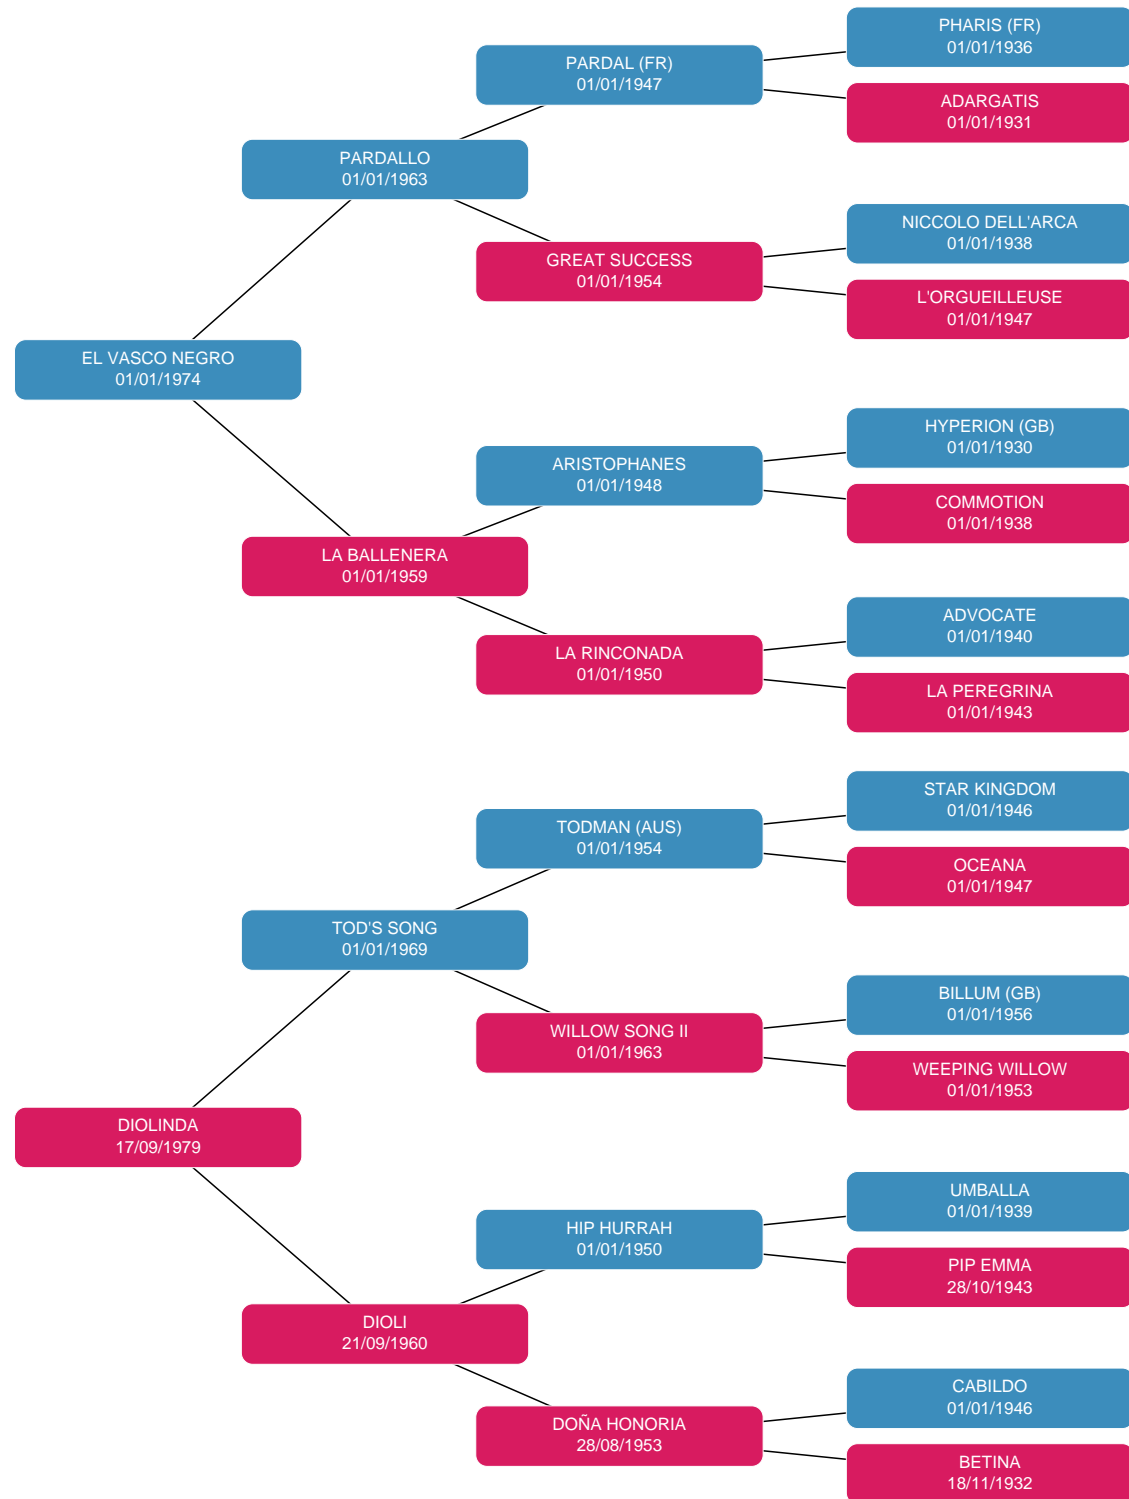 PHARIS (FR)
01/01/1936
PARDAL (FR)
01/01/1947
ADARGATIS
01/01/1931
PARDALLO
01/01/1963
NICCOLO DELL'ARCA
01/01/1938
GREAT SUCCESS
01/01/1954
L'ORGUEILLEUSE
01/01/1947
EL VASCO NEGRO
01/01/1974
HYPERION (GB)
01/01/1930
ARISTOPHANES
01/01/1948
COMMOTION
01/01/1938
LA BALLENERA
01/01/1959
ADVOCATE
01/01/1940
LA RINCONADA
01/01/1950
LA PEREGRINA
01/01/1943
STAR KINGDOM
01/01/1946
TODMAN (AUS)
01/01/1954
OCEANA
01/01/1947
TOD'S SONG
01/01/1969
BILLUM (GB)
01/01/1956
WILLOW SONG II
01/01/1963
WEEPING WILLOW
01/01/1953
DIOLINDA
17/09/1979
UMBALLA
01/01/1939
HIP HURRAH
01/01/1950
PIP EMMA
28/10/1943
DIOLI
21/09/1960
CABILDO
01/01/1946
DOÑA HONORIA
28/08/1953
BETINA
18/11/1932